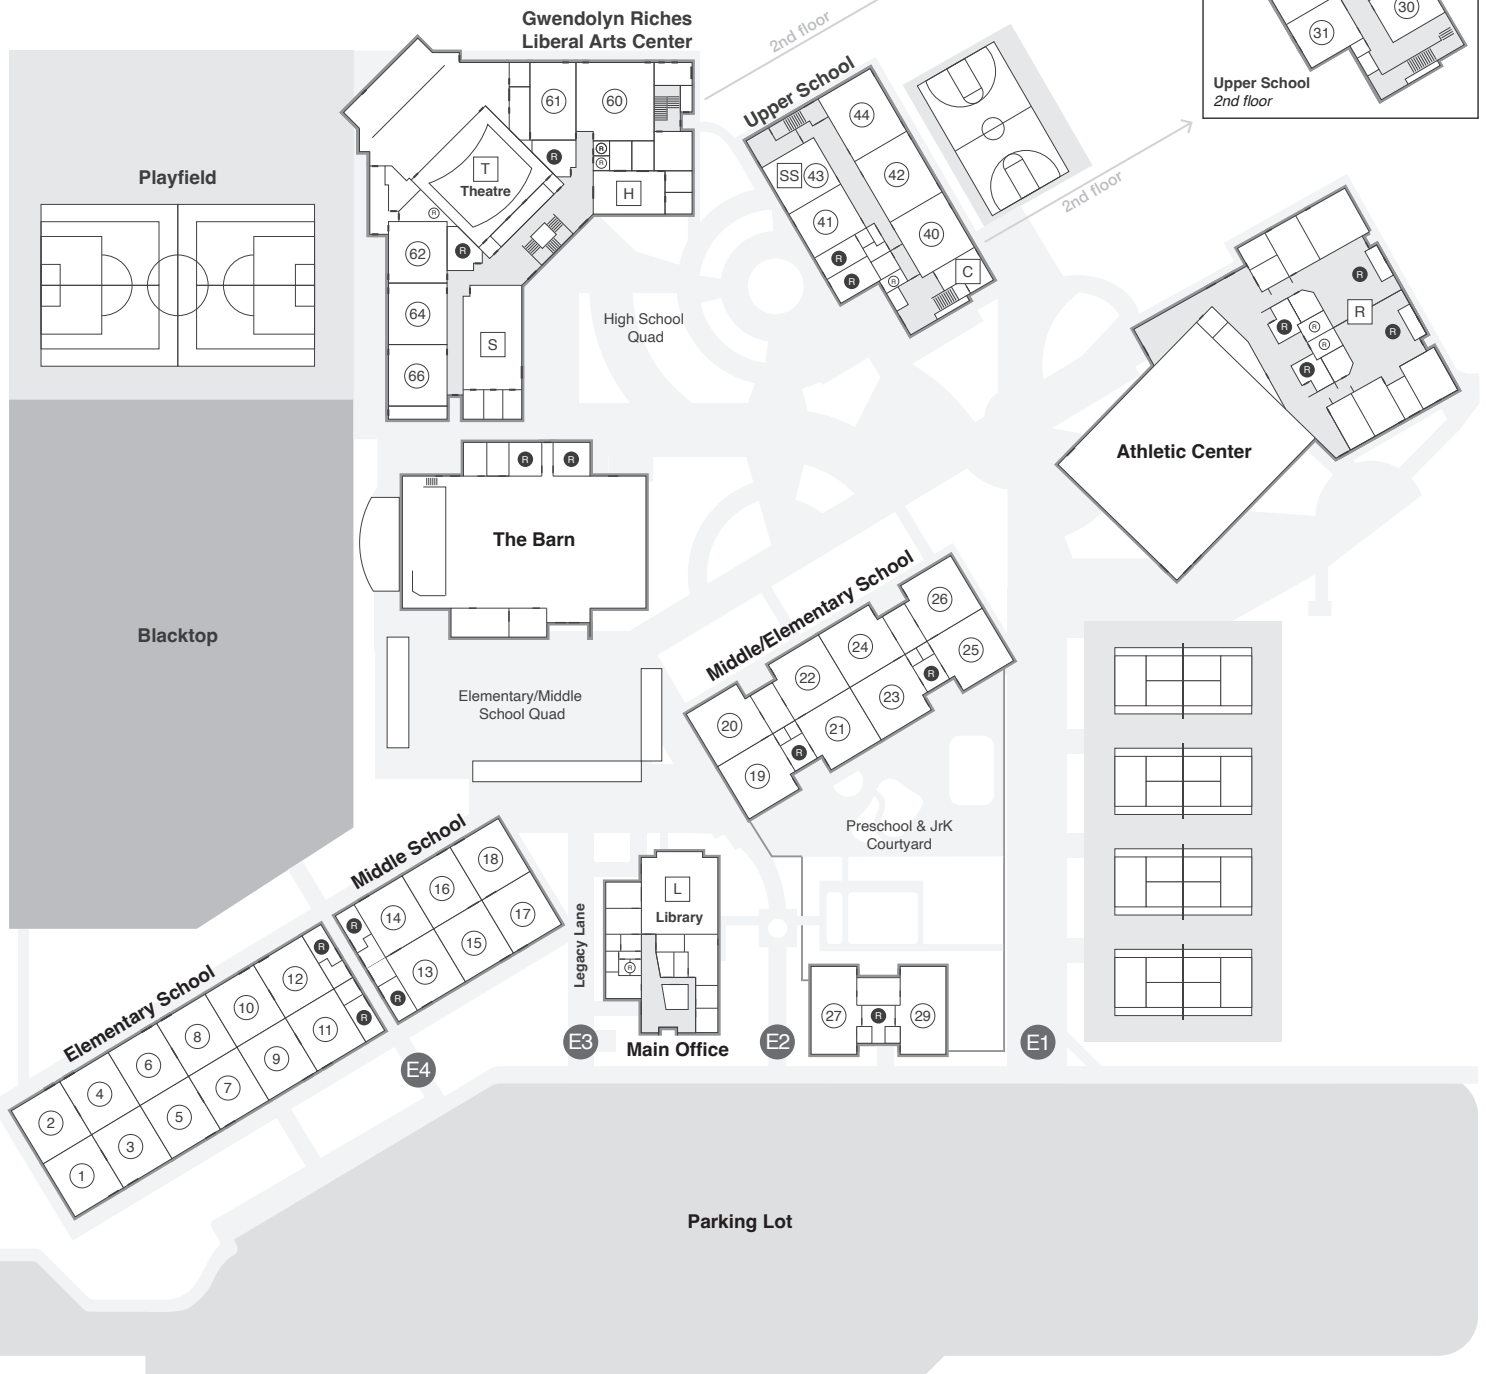 Gwendolyn Riches
Liberal Arts Center
2nd floor
30
31
Upper School
2nd floor
Upper School
61
60
44
R
R
R
Playfield
T
Theatre
H
SS
43
42
R
41
40
2nd floor
62
R
R
R
R
C
R
64
High School
Quad
S
R
R
R
R
R
R
R
66
R
R
Athletic Center
The Barn
Blacktop
Middle/Elementary School
26
24
25
22
R
23
20
21
R
19
Elementary/Middle
School Quad
Preschool & JrK
Courtyard
Middle School
18
16
14
17
R
15
13
R
L
Library
Legacy Lane
R
Elementary School
R
12
10
11
R
8
9
6
7
4
5
2
3
1
27
R
29
E3
Main Office
E2
E1
E4
Parking Lot